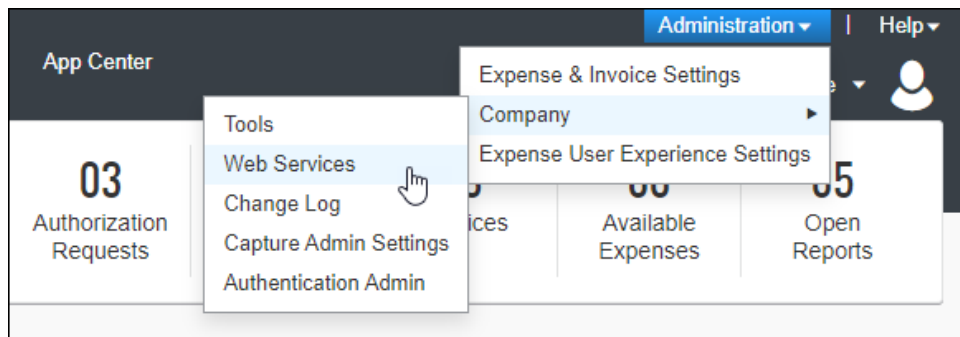 Administration
|
Help
App Center
Expense & Invoice Settings
Company
Expense User Experience Settings
Tools
Web Services
Change Log
Capture Admin Settings
Authentication Admin
03
Authorization
Requests
Available
Expenses
05
Open
Reports